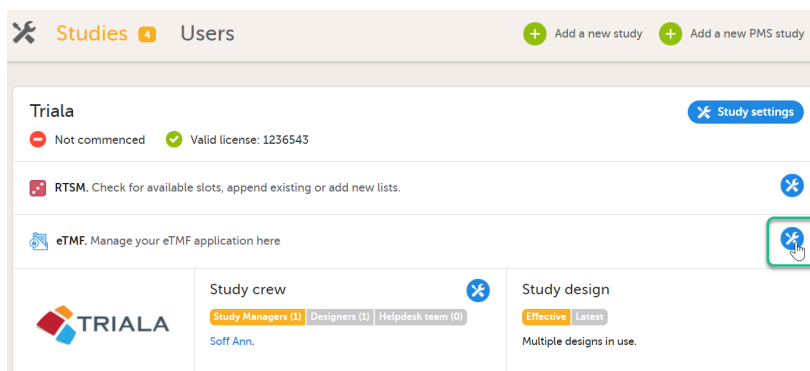 Studies 4 Users Add a new study Add a new PMS study
Triala Study settings
Not commenced Valid license: 1236543
RTSM. Check for available slots, append existing or add new lists.
eTMF. Manage your eTMF application here
TRIALA
Study crew
Study Managers (1) Designers (1) Helpdesk team (0)
Soff Ann.
Study design
Effective Latest
Multiple designs in use.